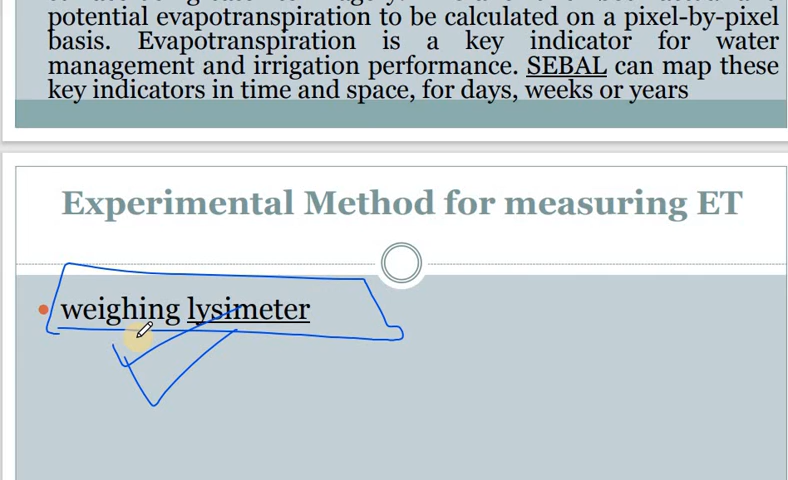 potential evapotranspiration to be calculated on a pixel-by-pixel
basis. Evapotranspiration is a key indicator for water
management and irrigation performance. SEBAL can map these
key indicators in time and space, for days, weeks or years
Experimental Method for measuring ET
weighing lysimeter